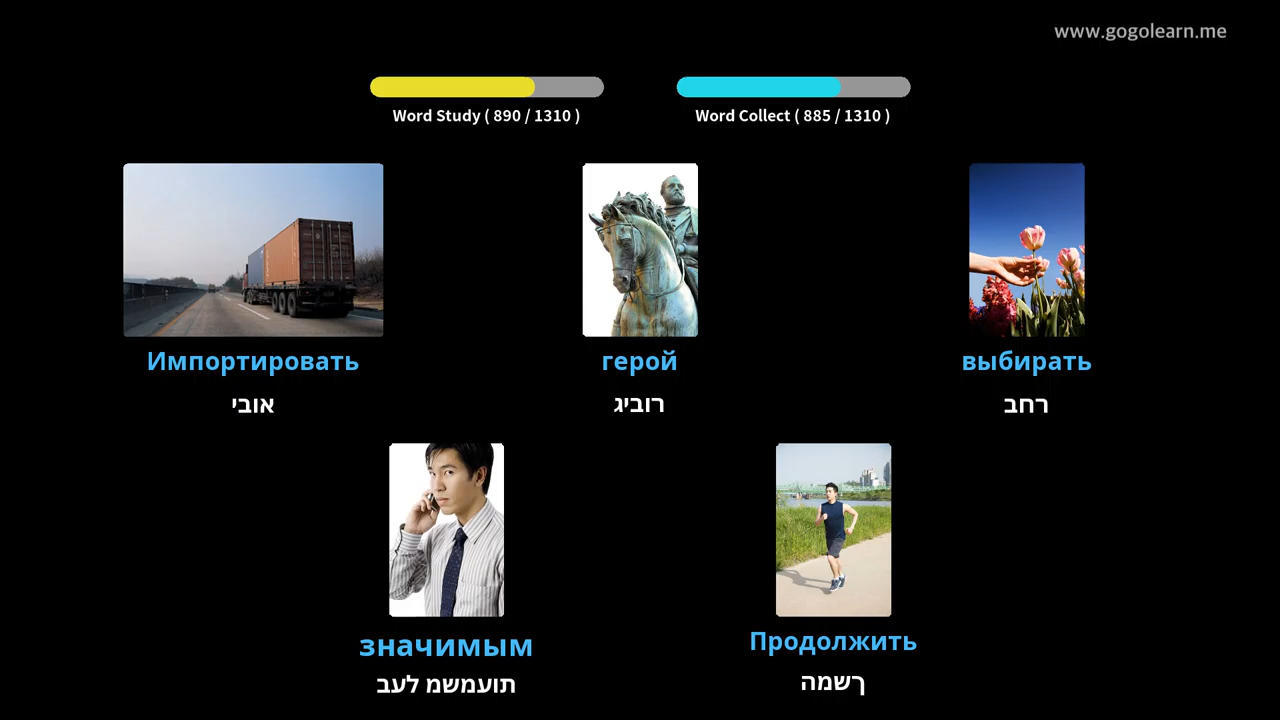 www.gogolearn.me
Word Study ( 890 / 1310 )
Word Collect ( 885 / 1310 )
Импортировать
герой
выбирать
אובי
רוביג
רחב
значимым
Продолжить
תועמשמ לעב
ךשמה